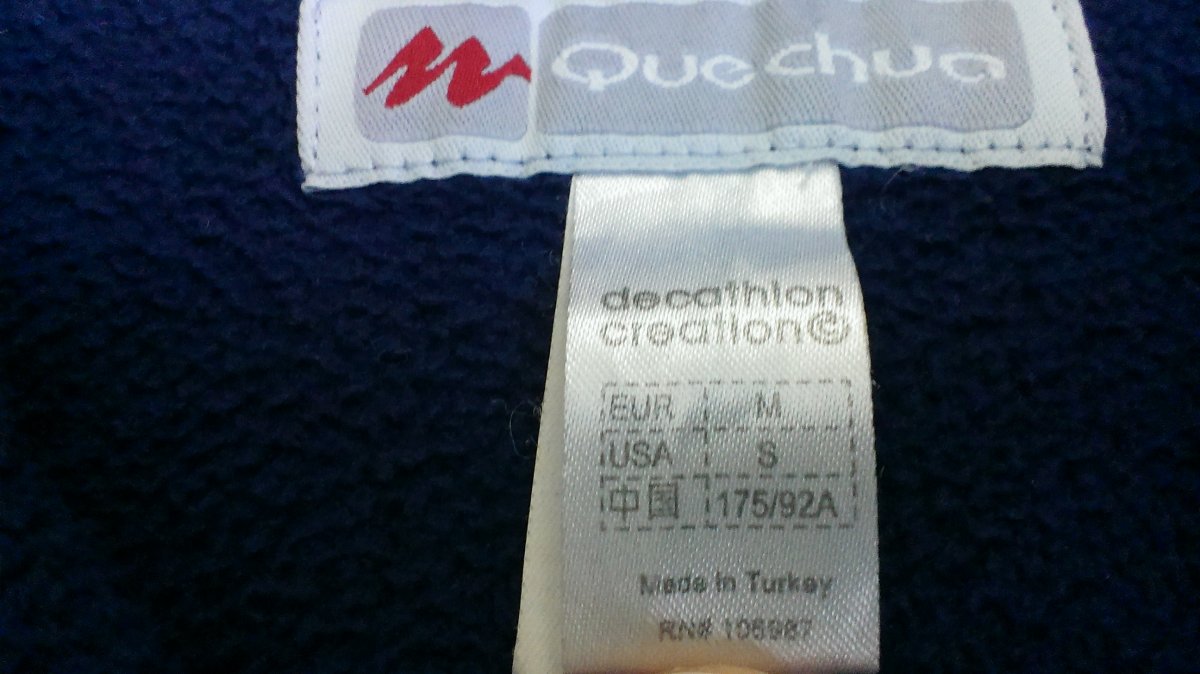 Quechua
decathlon
creation©
EUR M
USA S
中国 175/92A
Made in Turkey
RN# 105987